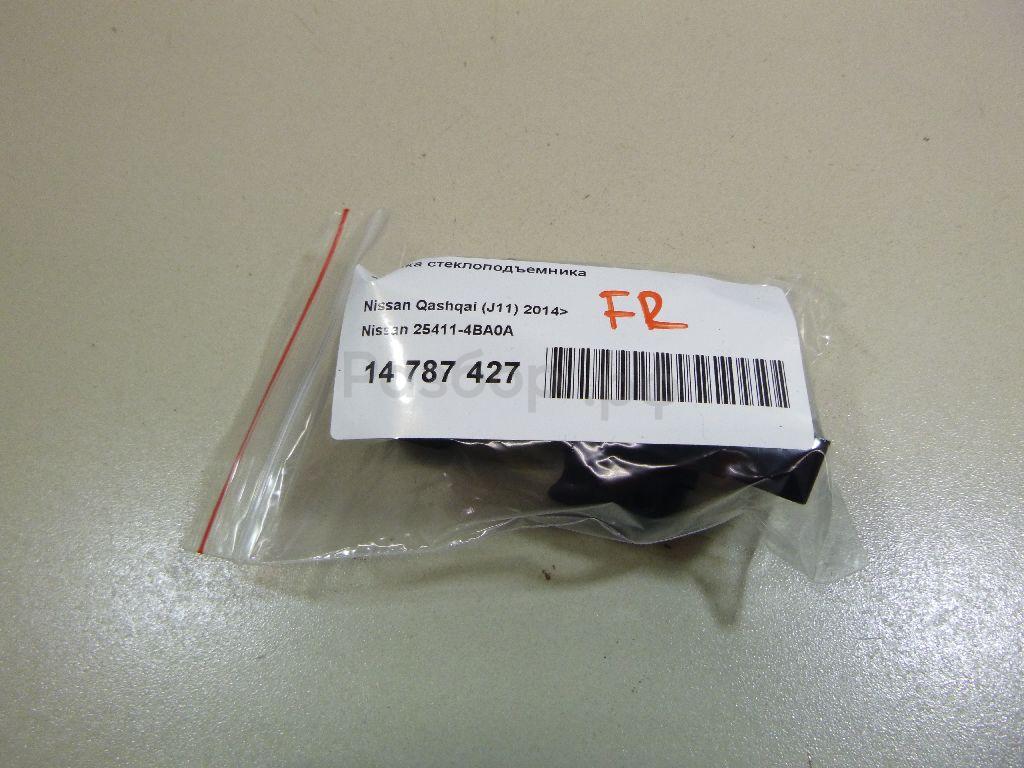 стеклоподъемника
Nissan Qashqai (J11) 2014>
FR
Nissan 25411-4BA0A
14 787 427